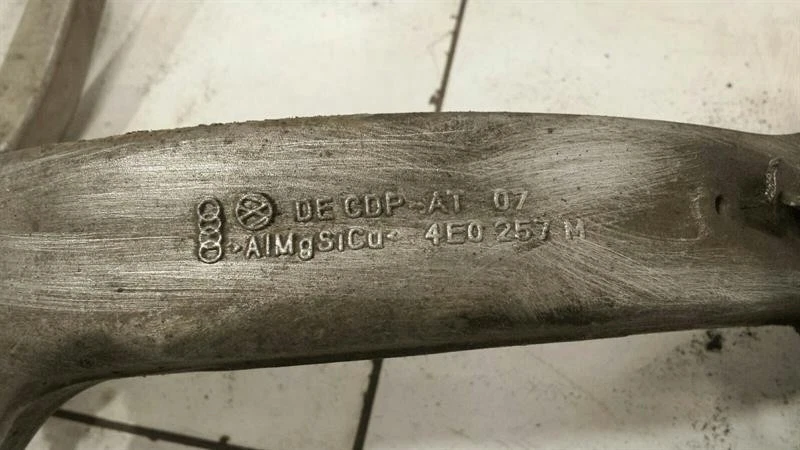 DE CDP-AT 07
>AlMgSiCu< 4E0 257 M